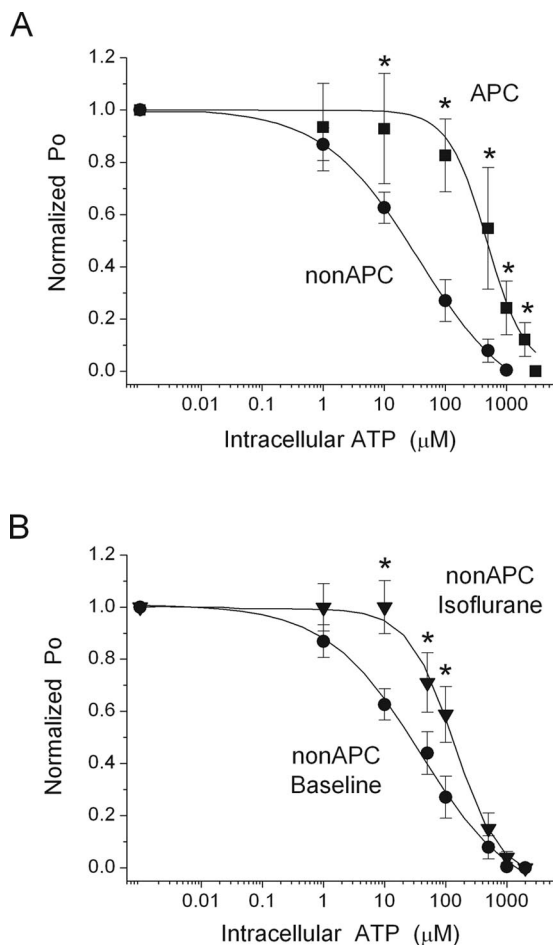 A
1.2
1.0
0.8
0.6
0.4
0.2
0.0
Normalized Po
* * * * *
APC
nonAPC
0.01 0.1 1 10 100 1000
Intracellular ATP (μM)
B
1.2
1.0
0.8
0.6
0.4
0.2
0.0
Normalized Po
* * *
nonAPC
Isoflurane
nonAPC
Baseline
0.01 0.1 1 10 100 1000
Intracellular ATP (μM)